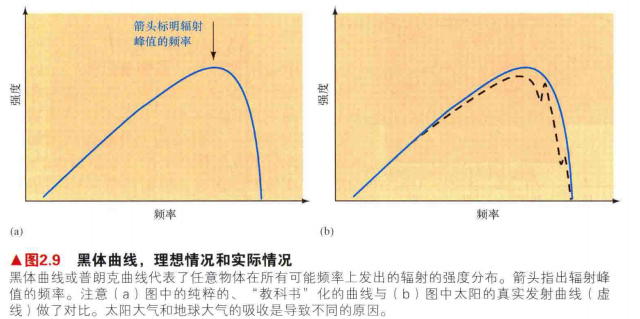 箭头标明辐射
峰值的频率
强度
频率
(a)
强度
频率
(b)
▲图2.9 黑体曲线，理想情况和实际情况
黑体曲线或普朗克曲线代表了任意物体在所有可能频率上发出的辐射的强度分布。箭头指出辐射峰
值的频率。注意（a）图中的纯粹的、“教科书”化的曲线与（b）图中太阳的真实发射曲线（虚
线）做了对比。太阳大气和地球大气的吸收是导致不同的原因。